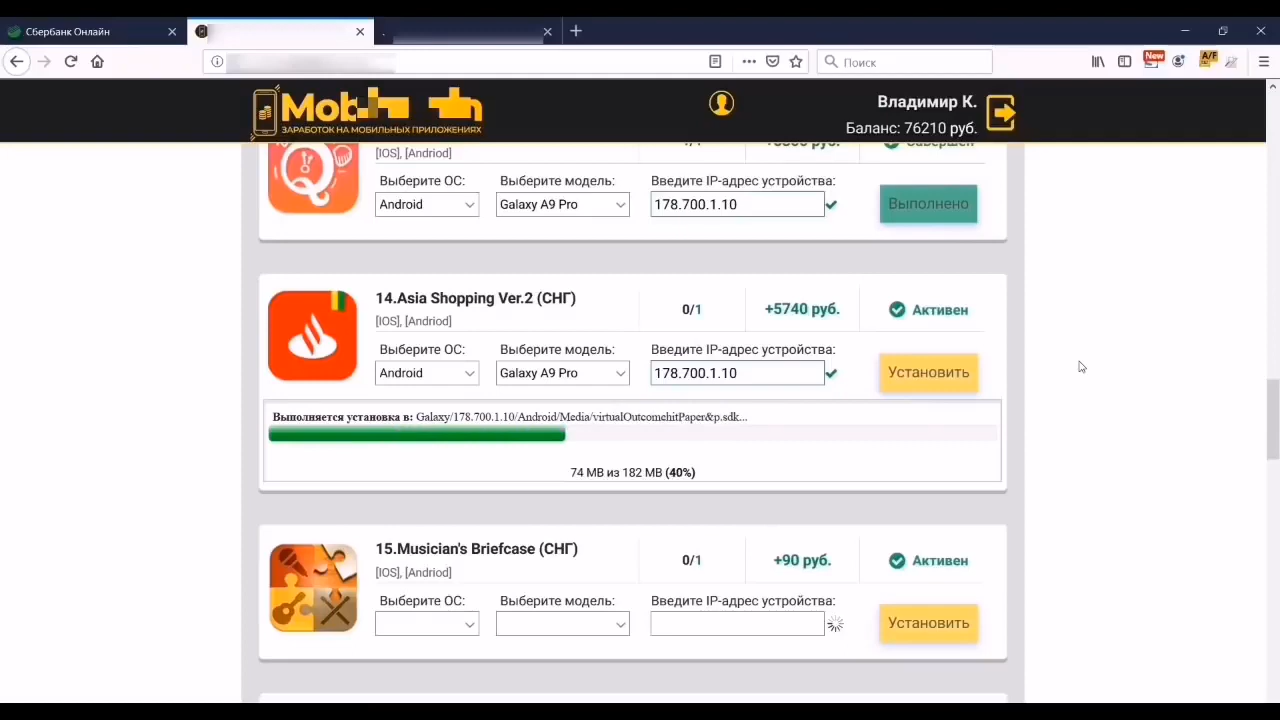 Сбербанк Онлайн
Поиск
New
A/F
Mob
ЗАРАБОТОК НА МОБИЛЬНЫХ ПРИЛОЖЕНИЯХ
Владимир К.
Баланс: 76210 руб.
[IOS], [Andriod]
Завершен
Выберите ОС: Выберите модель: Введите IP-адрес устройства:
Android Galaxy A9 Pro 178.700.1.10 Выполнено
14.Asia Shopping Ver.2 (СНГ) 0/1 +5740 руб. Активен
[IOS], [Andriod]
Выберите ОС: Выберите модель: Введите IP-адрес устройства:
Android Galaxy A9 Pro 178.700.1.10 Установить
Выполняется установка в: Galaxy/178.700.1.10/Android/Media/virtualOutcomehitPaper&p.sdk...
74 MB из 182 MB (40%)
15.Musician's Briefcase (СНГ) 0/1 +90 руб. Активен
[IOS], [Andriod]
Выберите ОС: Выберите модель: Введите IP-адрес устройства:
Установить